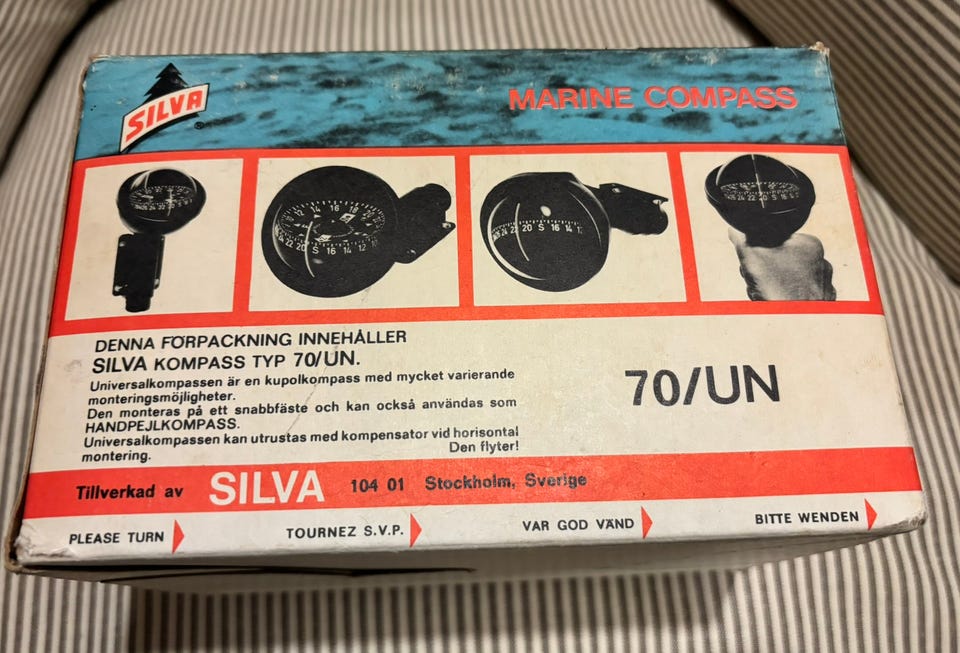 SILVA
MARINE COMPASS
DENNA FÖRPACKNING INNEHÅLLER
SILVA KOMPASS TYP 70/UN.
Universalkompassen är en kupolkompass med mycket varierande
monteringsmöjligheter.
Den monteras på ett snabbfäste och kan också användas som
HANDPEJLKOMPASS.
Universalkompassen kan utrustas med kompensator vid horisontal
montering.
Den flyter!
70/UN
Tillverkad av SILVA 104 01 Stockholm, Sverige
PLEASE TURN
TOURNEZ S.V.P.
VAR GOD VÄND
BITTE WENDEN